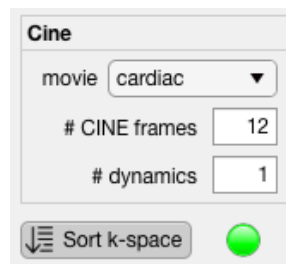 Cine
movie cardiac
# CINE frames 12
# dynamics 1
Sort k-space